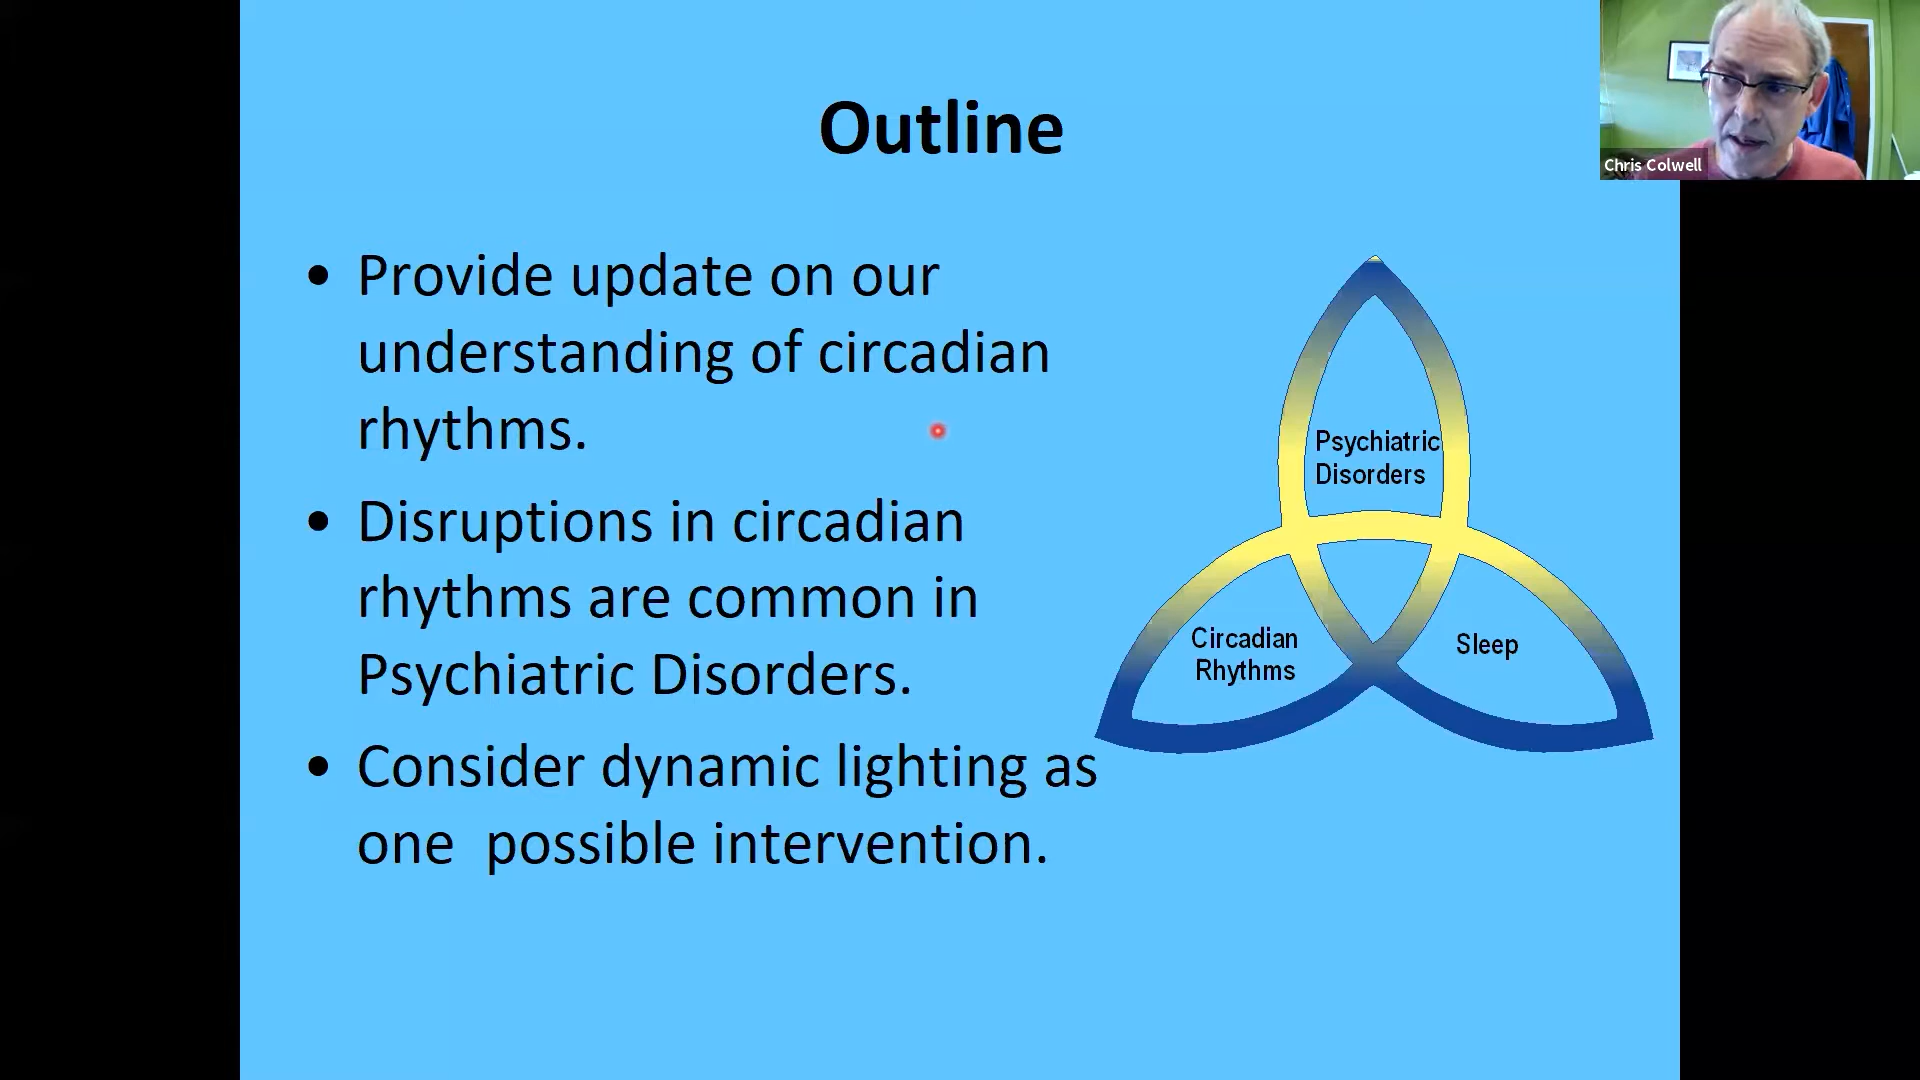 Outline
• Provide update on our
understanding of circadian
rhythms.
• Disruptions in circadian
rhythms are common in
Psychiatric Disorders.
• Consider dynamic lighting as
one  possible intervention.
Psychiatric
Disorders
Circadian
Rhythms
Sleep
Chris Colwell